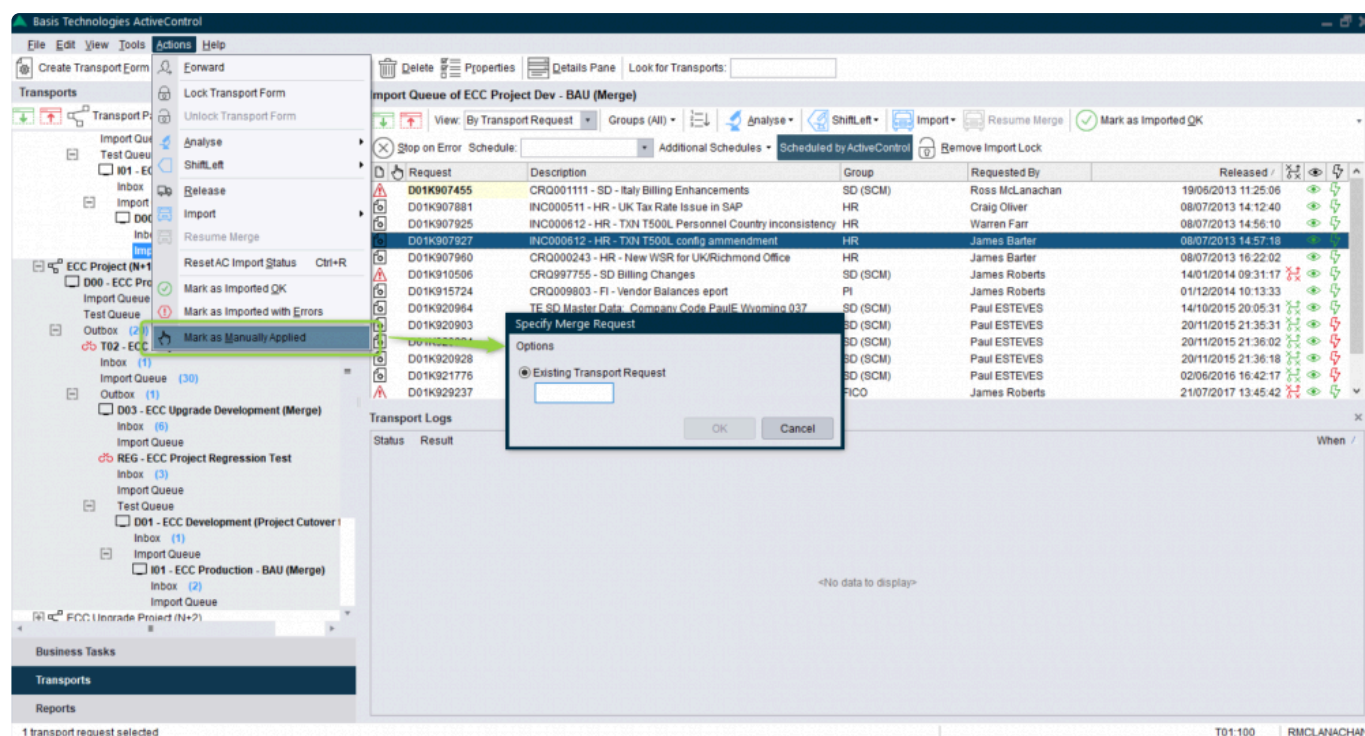 Basis Technologies ActiveControl
File Edit View Tools Actions Help
Create Transport Form
Delete Properties Details Pane Look for Transports:
Forward
Lock Transport Form
Unlock Transport Form
Analyse
ShiftLeft
Release
Import
Resume Merge
Reset AC Import Status Ctrl+R
Mark as Imported OK
Mark as Imported with Errors
Mark as Manually Applied
Transports
Transport
Import
Test
I01 - EC
Inbox
Import
ECC Project (N+1
D00 - ECC
Import Queue
Test Queue
Outbox
T02 - ECC
Inbox (1)
Import Queue (30)
Outbox (1)
D03 - ECC Upgrade Development (Merge)
Inbox (6)
Import Queue
REG - ECC Project Regression Test
Inbox (3)
Import Queue
Test Queue
D01 - ECC Development (Project Cutover
Inbox (1)
Import Queue
I01 - ECC Production - BAU (Merge)
Inbox (2)
Import Queue
ECC Upgrade Project (N+2)
Business Tasks
Transports
Reports
Import Queue of ECC Project Dev - BAU (Merge)
View: By Transport Request Groups (All) Analyse ShiftLeft Import Resume Merge Mark as Imported OK
Stop on Error Schedule: Additional Schedules Scheduled by ActiveControl Remove Import Lock
Request Description Group Requested By Released
D01K907455 CRQ001111 - SD - Italy Billing Enhancements SD (SCM) Ross McLanachan 19/06/2013 11:25:06
D01K907881 INC000511 - HR - UK Tax Rate Issue in SAP HR Craig Oliver 08/07/2013 14:12:40
D01K907925 INC000612 - HR - TXN T500L Personnel Country inconsistency HR Warren Farr 08/07/2013 14:56:10
D01K907927 INC000612 - HR - TXN T500L config ammendment HR James Barter 08/07/2013 14:57:18
D01K907960 CRQ000243 - HR - New WSR for UK/Richmond Office HR James Barter 08/07/2013 16:22:02
D01K910506 CRQ997755 - SD Billing Changes SD (SCM) James Roberts 14/01/2014 09:31:17
D01K915724 CRQ009803 - FI - Vendor Balances eport PI James Roberts 01/12/2014 10:13:33
D01K920964 TE SD Master Data: Company Code PaulE Wyoming 037 SD (SCM) Paul ESTEVES 14/10/2015 20:05:31
D01K920903 SD (SCM) Paul ESTEVES 20/11/2015 21:35:31
SD (SCM) Paul ESTEVES 20/11/2015 21:36:02
D01K920928 SD (SCM) Paul ESTEVES 20/11/2015 21:36:18
D01K921776 SD (SCM) Paul ESTEVES 02/06/2016 16:42:17
D01K929237 FICO James Roberts 21/07/2017 13:45:42
Specify Merge Request
Options
Existing Transport Request
OK Cancel
Transport Logs
Status Result When
<No data to display>
1 transport request selected T01:100 RMCLANACHAN